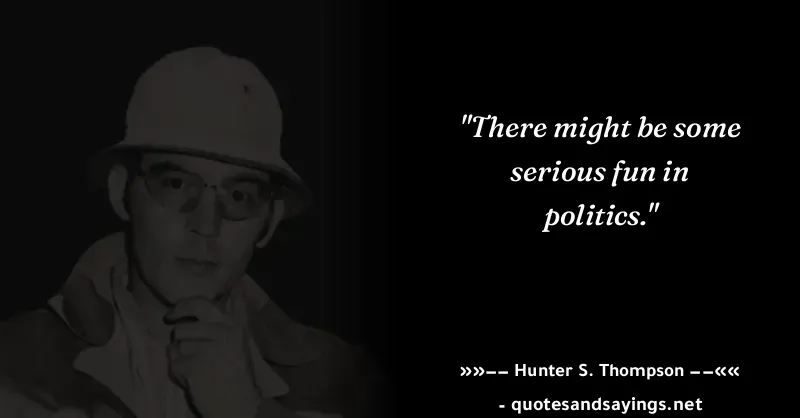 "There might be some
serious fun in
politics."
»»–– Hunter S. Thompson ––««
- quotesandsayings.net